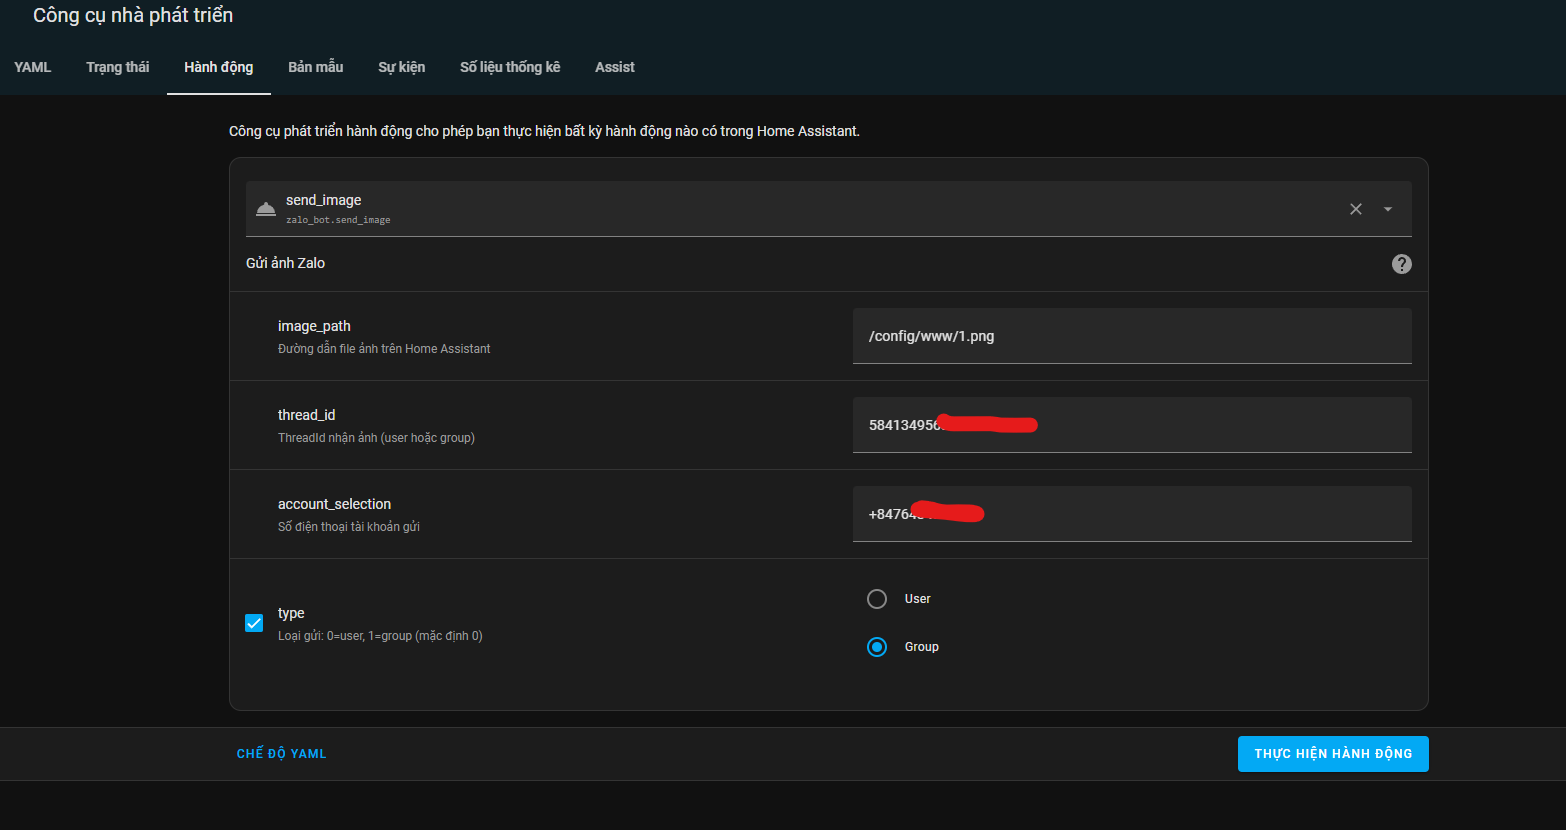 Công cụ nhà phát triển
YAML Trạng thái Hành động Bản mẫu Sự kiện Số liệu thống kê Assist
Công cụ phát triển hành động cho phép bạn thực hiện bất kỳ hành động nào có trong Home Assistant.
send_image
zalo_bot.send_image
Gửi ảnh Zalo
image_path
Đường dẫn file ảnh trên Home Assistant
/config/www/1.png
thread_id
ThreadId nhận ảnh (user hoặc group)
584134956
account_selection
Số điện thoại tài khoản gửi
+84764
type
Loại gửi: 0=user, 1=group (mặc định 0)
User
Group
CHẾ ĐỘ YAML
THỰC HIỆN HÀNH ĐỘNG